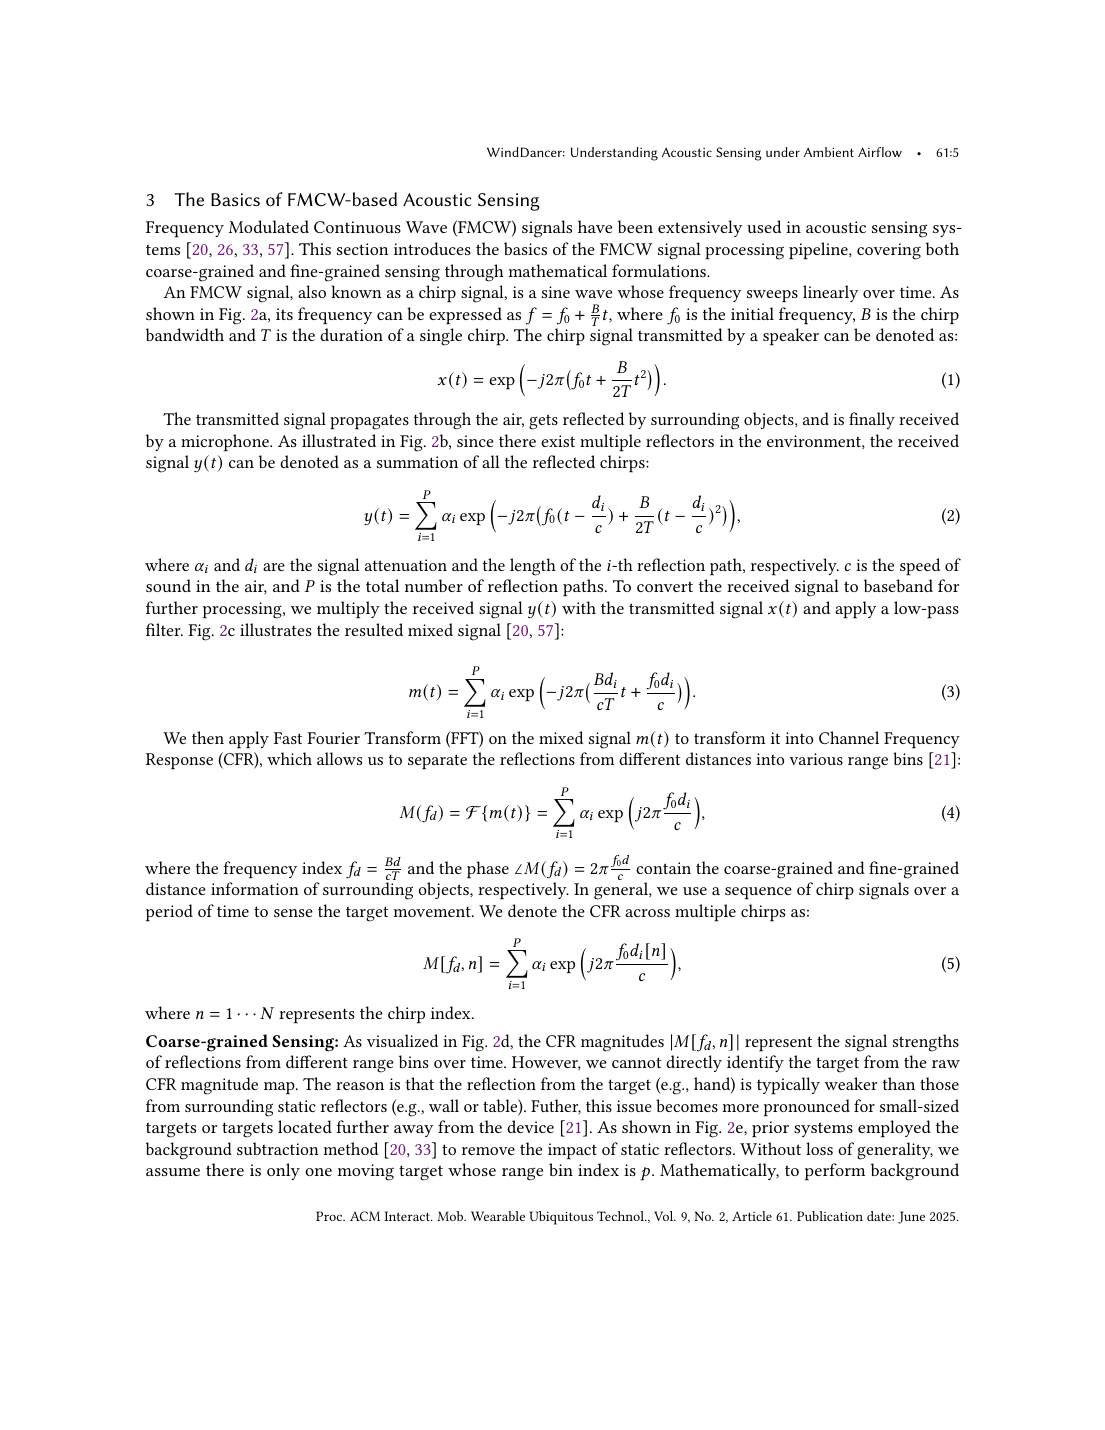 WindDancer: Understanding Acoustic Sensing under Ambient Airflow • 61:5
3 The Basics of FMCW-based Acoustic Sensing
Frequency Modulated Continuous Wave (FMCW) signals have been extensively used in acoustic sensing sys-
tems [20, 26, 33, 57]. This section introduces the basics of the FMCW signal processing pipeline, covering both
coarse-grained and fine-grained sensing through mathematical formulations.
An FMCW signal, also known as a chirp signal, is a sine wave whose frequency sweeps linearly over time. As
shown in Fig. 2a, its frequency can be expressed as f = f₀ + B/T t, where f₀ is the initial frequency, B is the chirp
bandwidth and T is the duration of a single chirp. The chirp signal transmitted by a speaker can be denoted as:
x(t) = exp (−j2π(f₀t + B/2T t²)). (1)
The transmitted signal propagates through the air, gets reflected by surrounding objects, and is finally received
by a microphone. As illustrated in Fig. 2b, since there exist multiple reflectors in the environment, the received
signal y(t) can be denoted as a summation of all the reflected chirps:
y(t) = ∑_{i=1}^{P} αᵢ exp (−j2π(f₀(t − dᵢ/c) + B/2T (t − dᵢ/c)²)), (2)
where αᵢ and dᵢ are the signal attenuation and the length of the i-th reflection path, respectively. c is the speed of
sound in the air, and P is the total number of reflection paths. To convert the received signal to baseband for
further processing, we multiply the received signal y(t) with the transmitted signal x(t) and apply a low-pass
filter. Fig. 2c illustrates the resulted mixed signal [20, 57]:
m(t) = ∑_{i=1}^{P} αᵢ exp (−j2π(Bdᵢ/cT t + f₀dᵢ/c)). (3)
We then apply Fast Fourier Transform (FFT) on the mixed signal m(t) to transform it into Channel Frequency
Response (CFR), which allows us to separate the reflections from different distances into various range bins [21]:
M(f_d) = ℱ{m(t)} = ∑_{i=1}^{P} αᵢ exp (j2π f₀dᵢ/c), (4)
where the frequency index f_d = Bd/cT and the phase ∠M(f_d) = 2π f₀d/c contain the coarse-grained and fine-grained
distance information of surrounding objects, respectively. In general, we use a sequence of chirp signals over a
period of time to sense the target movement. We denote the CFR across multiple chirps as:
M[f_d, n] = ∑_{i=1}^{P} αᵢ exp (j2π f₀dᵢ[n]/c), (5)
where n = 1 ··· N represents the chirp index.
Coarse-grained Sensing: As visualized in Fig. 2d, the CFR magnitudes |M[f_d, n]| represent the signal strengths
of reflections from different range bins over time. However, we cannot directly identify the target from the raw
CFR magnitude map. The reason is that the reflection from the target (e.g., hand) is typically weaker than those
from surrounding static reflectors (e.g., wall or table). Futher, this issue becomes more pronounced for small-sized
targets or targets located further away from the device [21]. As shown in Fig. 2e, prior systems employed the
background subtraction method [20, 33] to remove the impact of static reflectors. Without loss of generality, we
assume there is only one moving target whose range bin index is p. Mathematically, to perform background
Proc. ACM Interact. Mob. Wearable Ubiquitous Technol., Vol. 9, No. 2, Article 61. Publication date: June 2025.